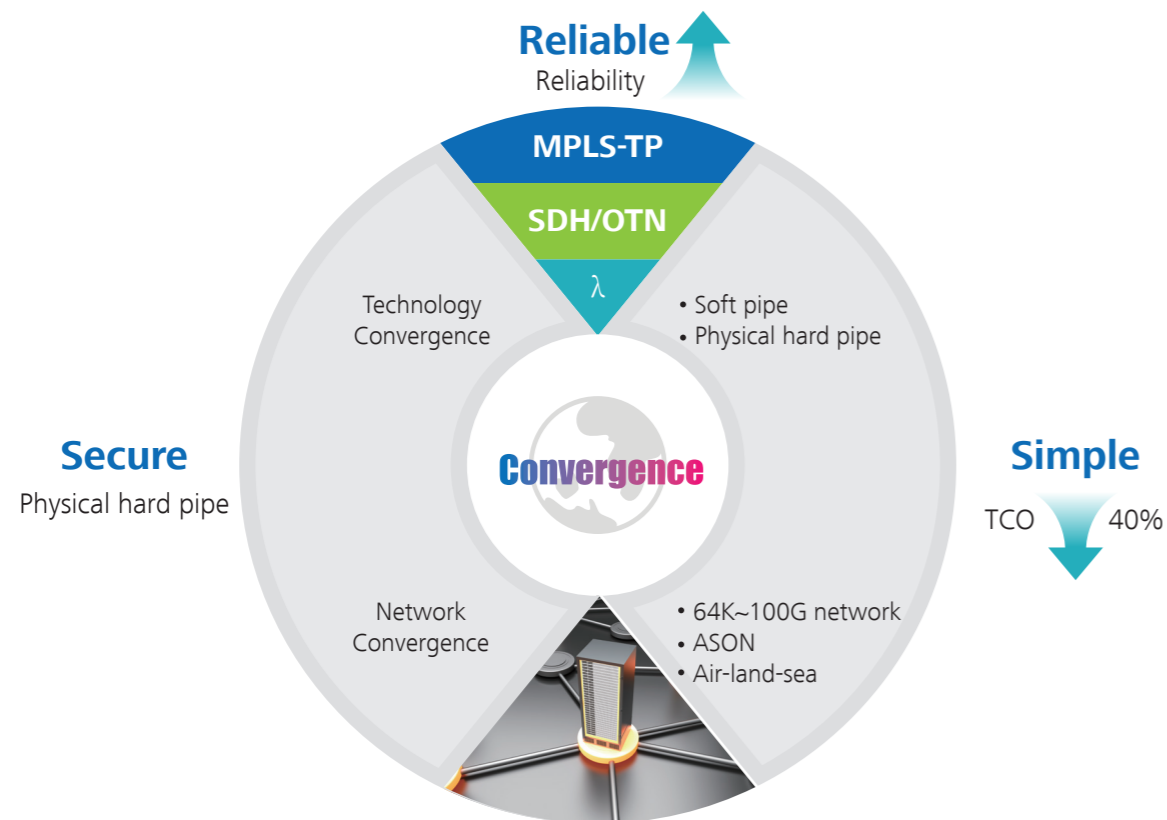 Reliable
Reliability
MPLS-TP
SDH/OTN
λ
Technology
Convergence
• Soft pipe
• Physical hard pipe
Convergence
Secure
Physical hard pipe
Simple
TCO 40%
Network
Convergence
• 64K~100G network
• ASON
• Air-land-sea